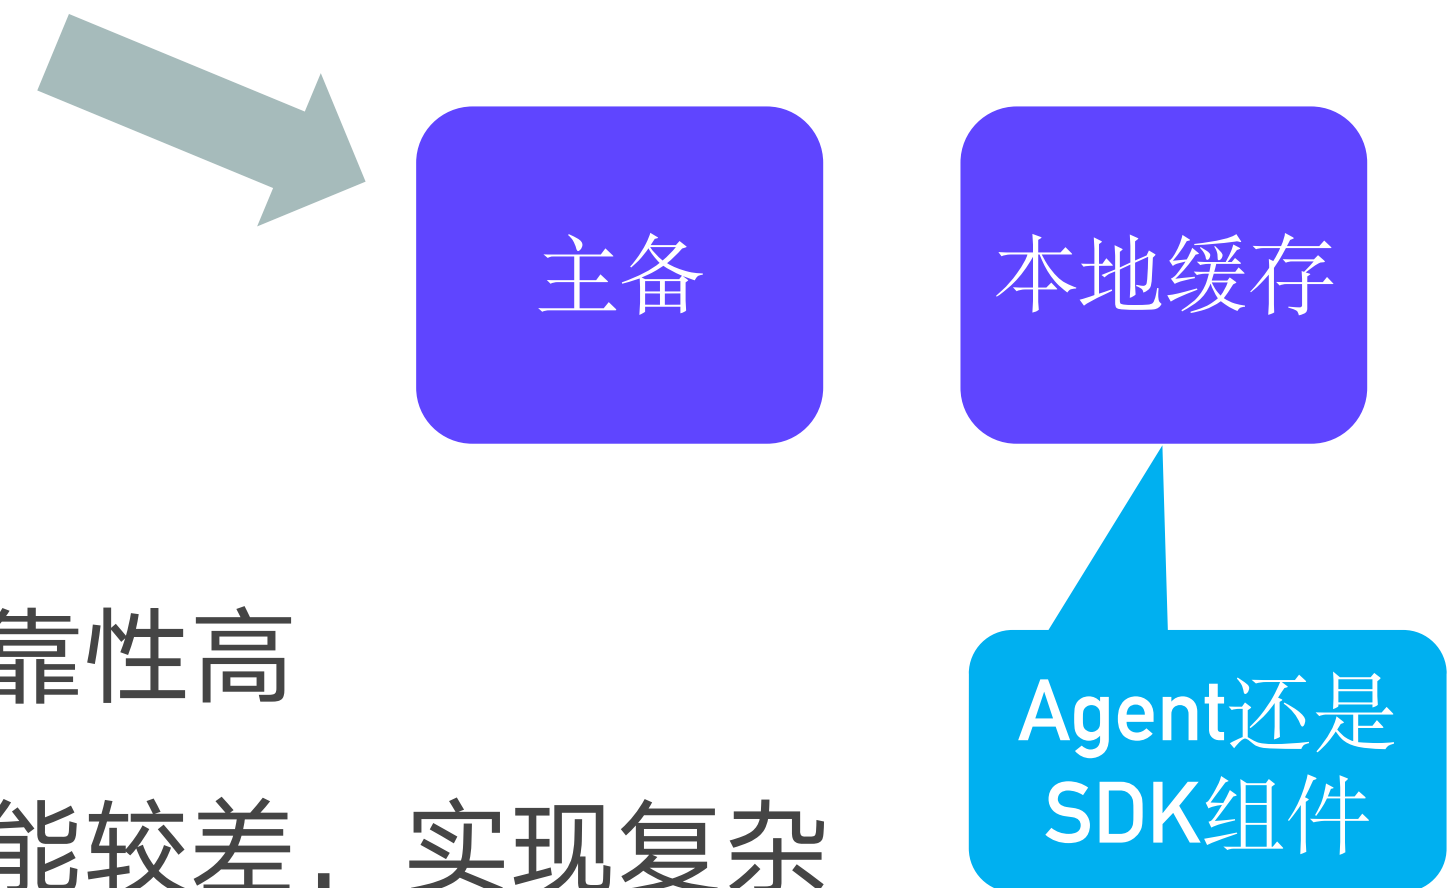 主备
本地缓存
靠性高
能较差，实现复杂
Agent还是
SDK组件